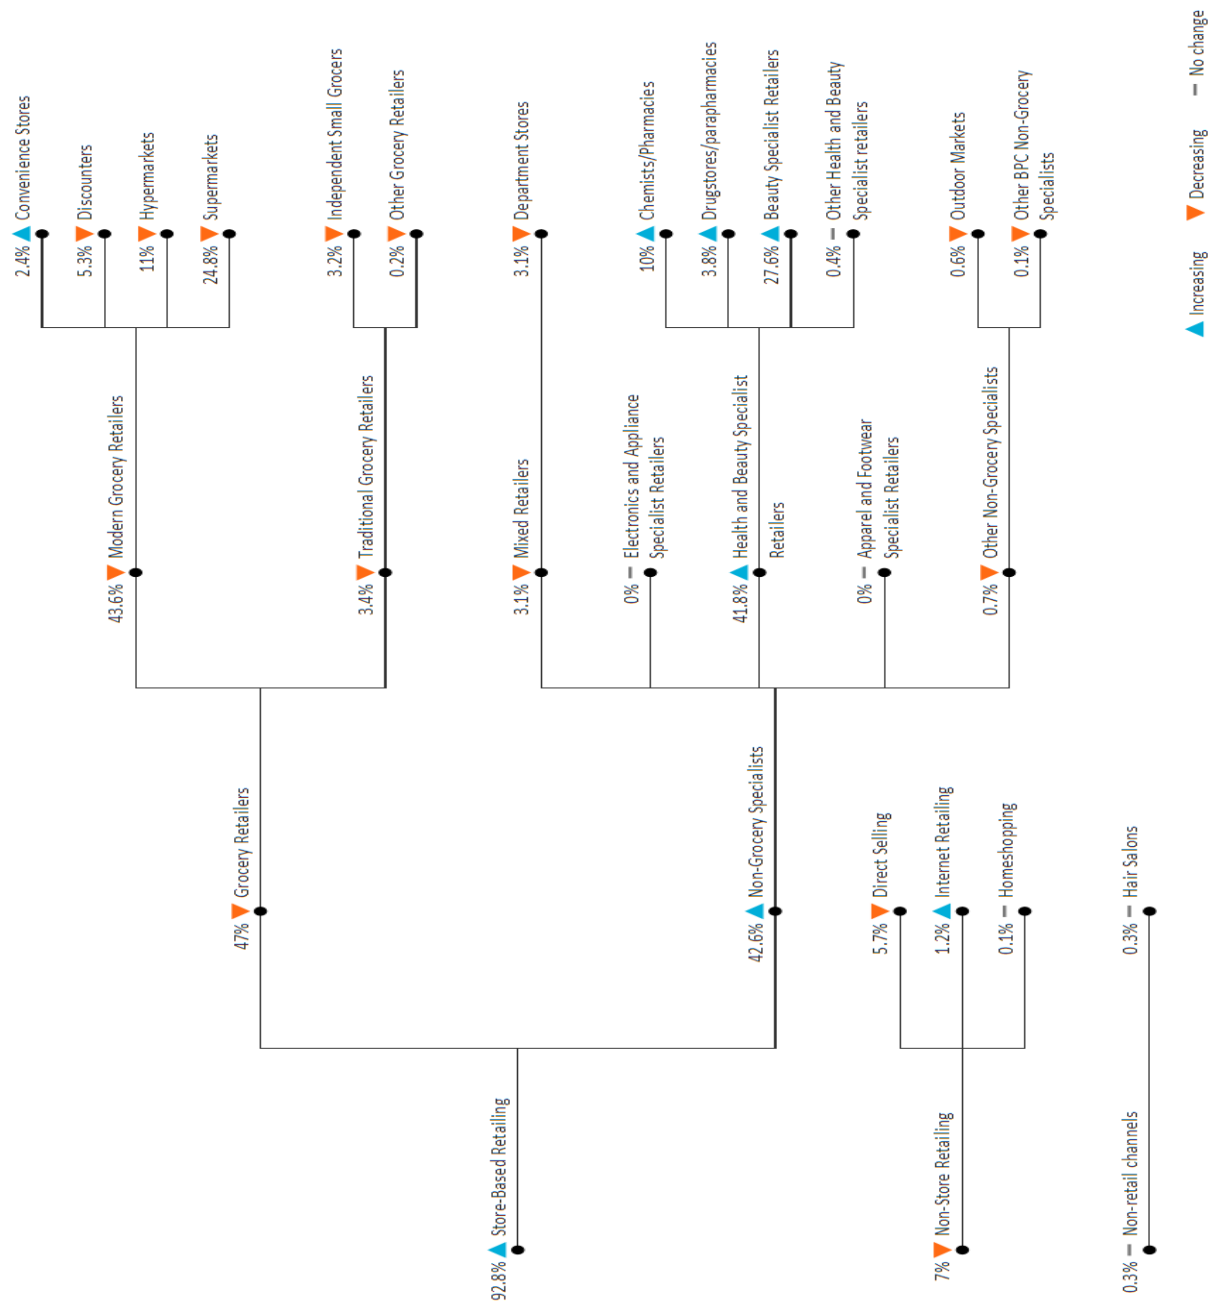 92.8% Store-Based Retailing
47% Grocery Retailers
43.6% Modern Grocery Retailers
2.4% Convenience Stores
5.3% Discounters
11% Hypermarkets
24.8% Supermarkets
3.4% Traditional Grocery Retailers
3.2% Independent Small Grocers
0.2% Other Grocery Retailers
42.6% Non-Grocery Specialists
3.1% Mixed Retailers
3.1% Department Stores
0% Electronics and Appliance
Specialist Retailers
41.8% Health and Beauty Specialist
Retailers
10% Chemists/Pharmacies
3.8% Drugstores/parapharmacies
27.6% Beauty Specialist Retailers
0.4% Other Health and Beauty
Specialist retailers
0% Apparel and Footwear
Specialist Retailers
0.7% Other Non-Grocery Specialists
0.6% Outdoor Markets
0.1% Other BPC Non-Grocery
Specialists
7% Non-Store Retailing
5.7% Direct Selling
1.2% Internet Retailing
0.1% Homeshopping
0.3% Non-retail channels
0.3% Hair Salons
Increasing
Decreasing
No change